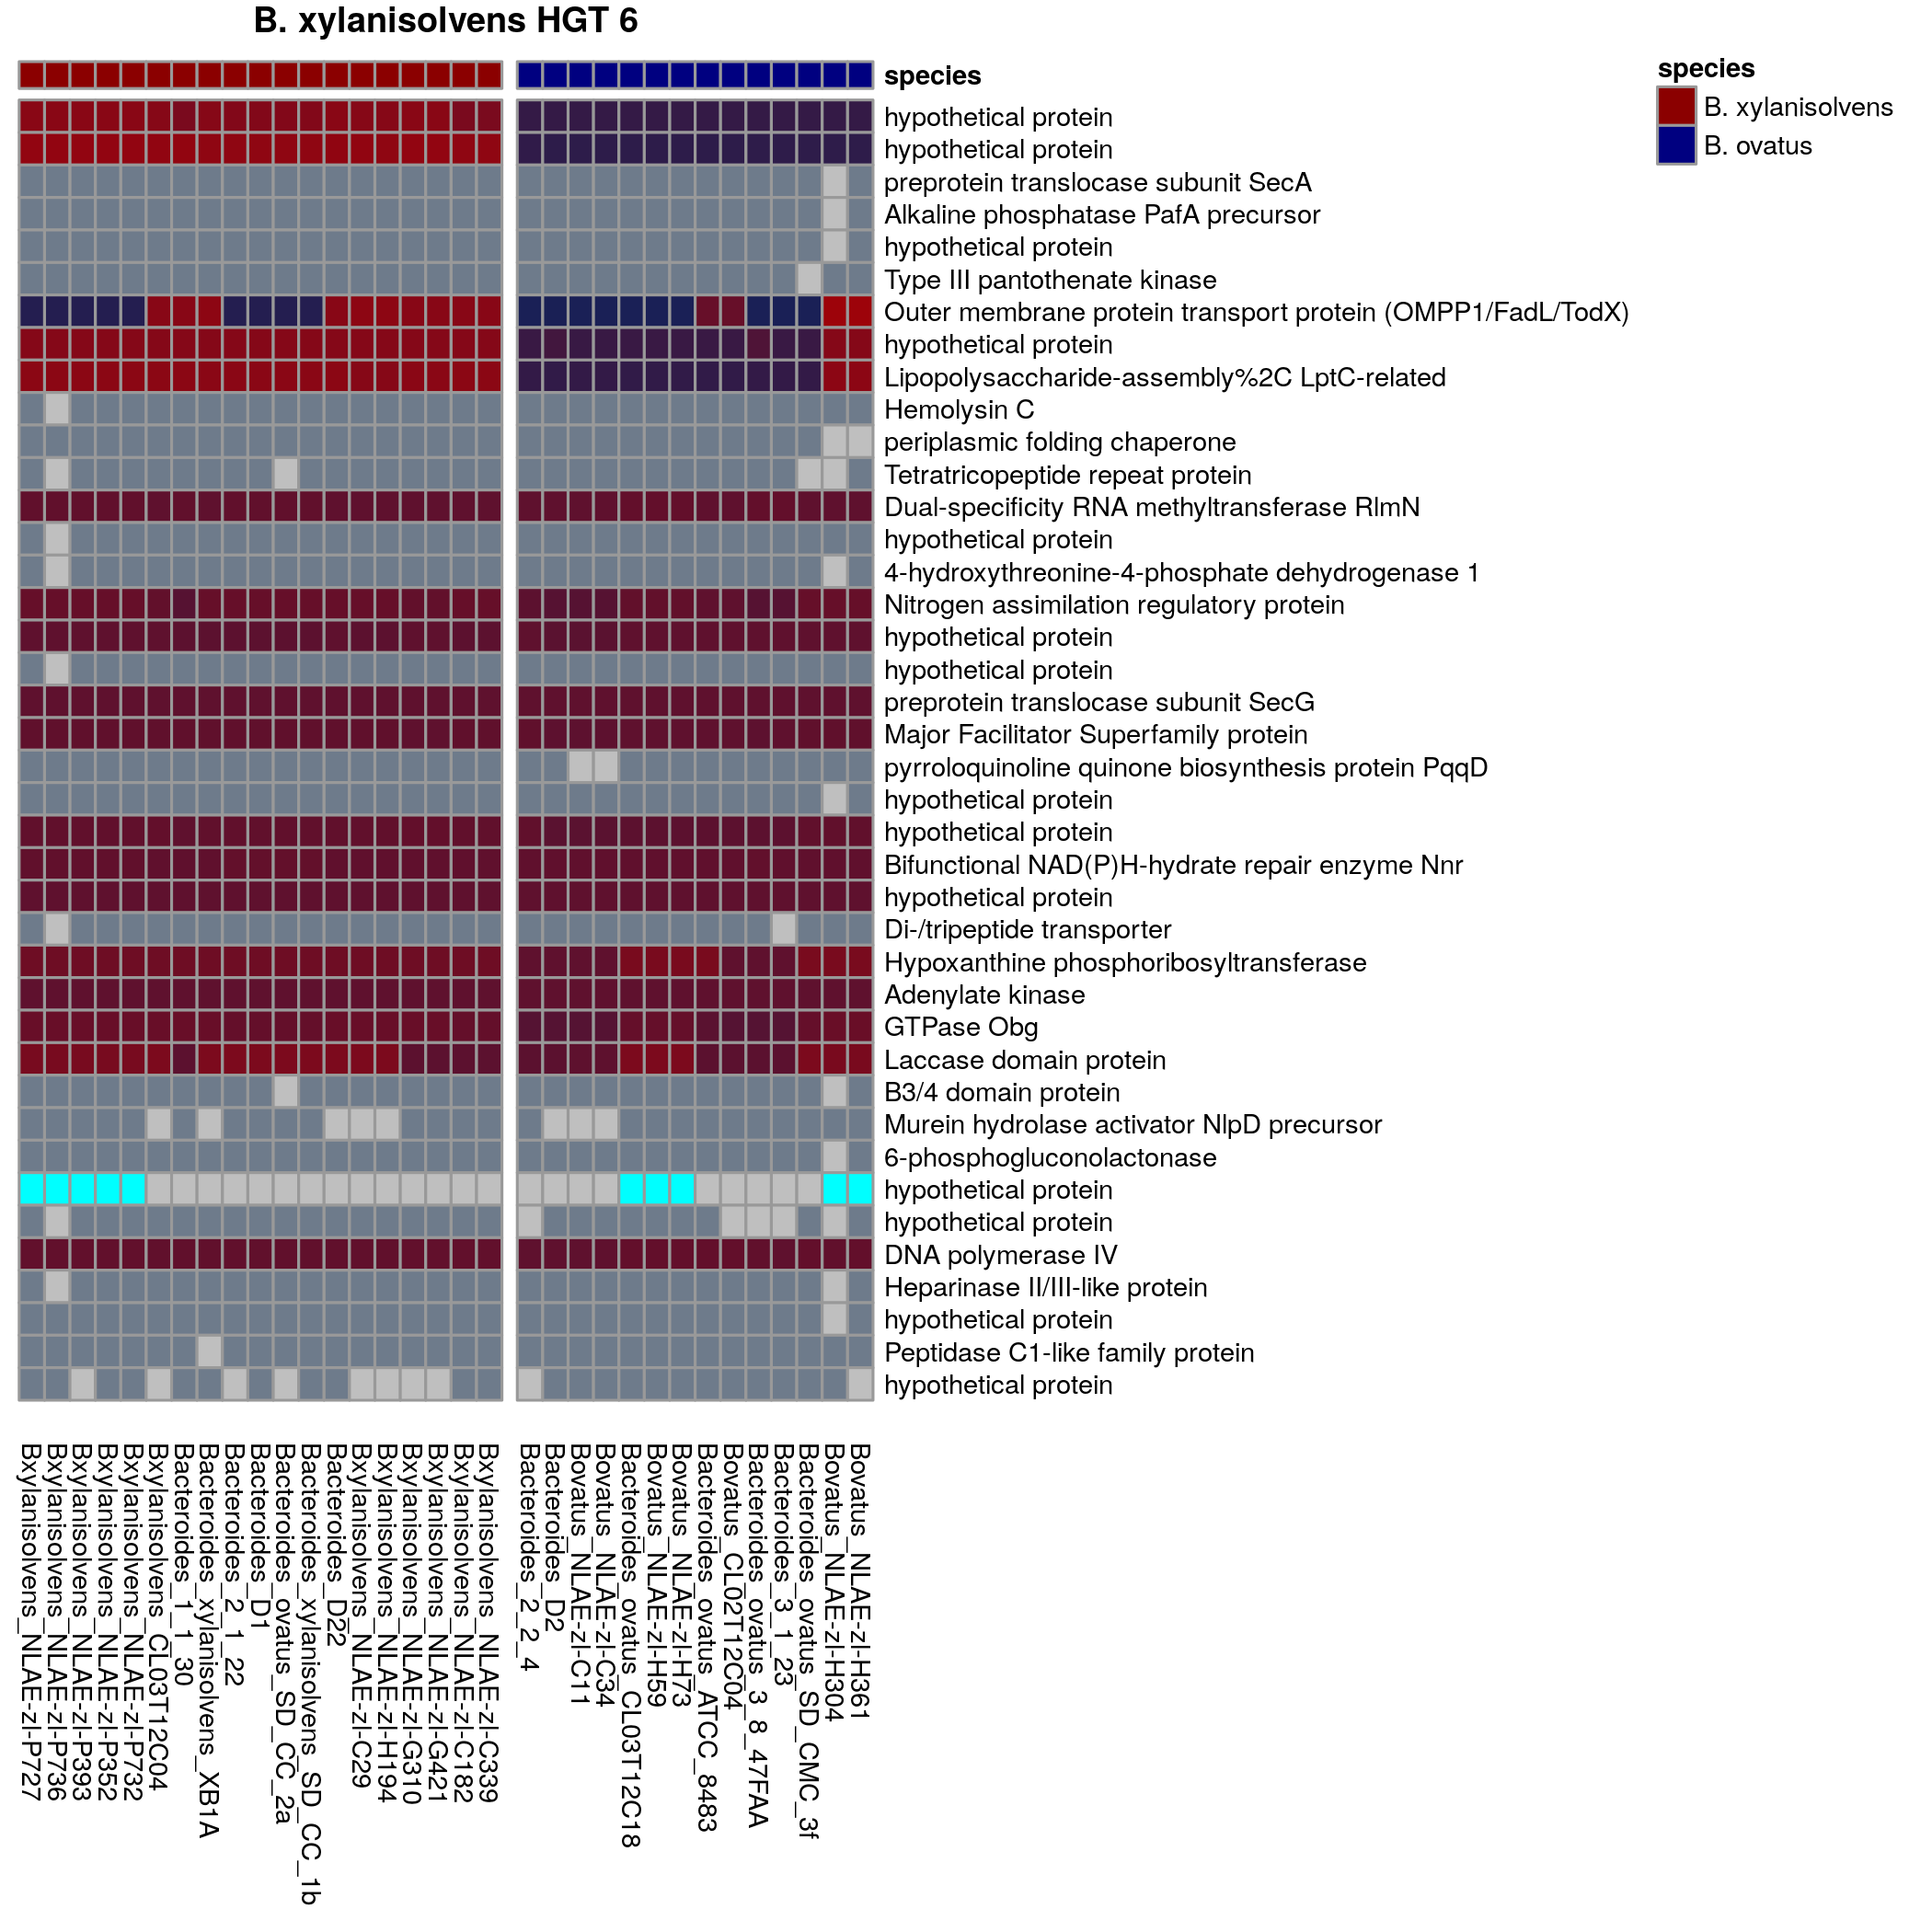 B. xylanisolvens HGT 6
species
hypothetical protein
hypothetical protein
preprotein translocase subunit SecA
Alkaline phosphatase PafA precursor
hypothetical protein
Type III pantothenate kinase
Outer membrane protein transport protein (OMPP1/FadL/TodX)
hypothetical protein
Lipopolysaccharide-assembly%2C LptC-related
Hemolysin C
periplasmic folding chaperone
Tetratricopeptide repeat protein
Dual-specificity RNA methyltransferase RlmN
hypothetical protein
4-hydroxythreonine-4-phosphate dehydrogenase 1
Nitrogen assimilation regulatory protein
hypothetical protein
hypothetical protein
preprotein translocase subunit SecG
Major Facilitator Superfamily protein
pyrroloquinoline quinone biosynthesis protein PqqD
hypothetical protein
hypothetical protein
Bifunctional NAD(P)H-hydrate repair enzyme Nnr
hypothetical protein
Di-/tripeptide transporter
Hypoxanthine phosphoribosyltransferase
Adenylate kinase
GTPase Obg
Laccase domain protein
B3/4 domain protein
Murein hydrolase activator NlpD precursor
6-phosphogluconolactonase
hypothetical protein
hypothetical protein
DNA polymerase IV
Heparinase II/III-like protein
hypothetical protein
Peptidase C1-like family protein
hypothetical protein
species
B. xylanisolvens
B. ovatus
Bxylanisolvens_NLAE-zl-P727
Bxylanisolvens_NLAE-zl-P736
Bxylanisolvens_NLAE-zl-P393
Bxylanisolvens_NLAE-zl-P352
Bxylanisolvens_NLAE-zl-P732
Bxylanisolvens_CL03T12C04
Bacteroides_1_1_30
Bacteroides_xylanisolvens_XB1A
Bacteroides_2_1_22
Bacteroides_D1
Bacteroides_ovatus_SD_CC_2a
Bacteroides_xylanisolvens_SD_CC_1b
Bacteroides_D22
Bxylanisolvens_NLAE-zl-C29
Bxylanisolvens_NLAE-zl-H194
Bxylanisolvens_NLAE-zl-G310
Bxylanisolvens_NLAE-zl-G421
Bxylanisolvens_NLAE-zl-C182
Bxylanisolvens_NLAE-zl-C339
Bacteroides_2_2_4
Bacteroides_D2
Bovatus_NLAE-zl-C11
Bovatus_NLAE-zl-C34
Bacteroides_ovatus_CL03T12C18
Bovatus_NLAE-zl-H59
Bovatus_NLAE-zl-H73
Bacteroides_ovatus_ATCC_8483
Bovatus_CL02T12C04
Bacteroides_ovatus_3_8_47FAA
Bacteroides_3_1_23
Bacteroides_ovatus_SD_CMC_3f
Bovatus_NLAE-zl-H304
Bovatus_NLAE-zl-H361